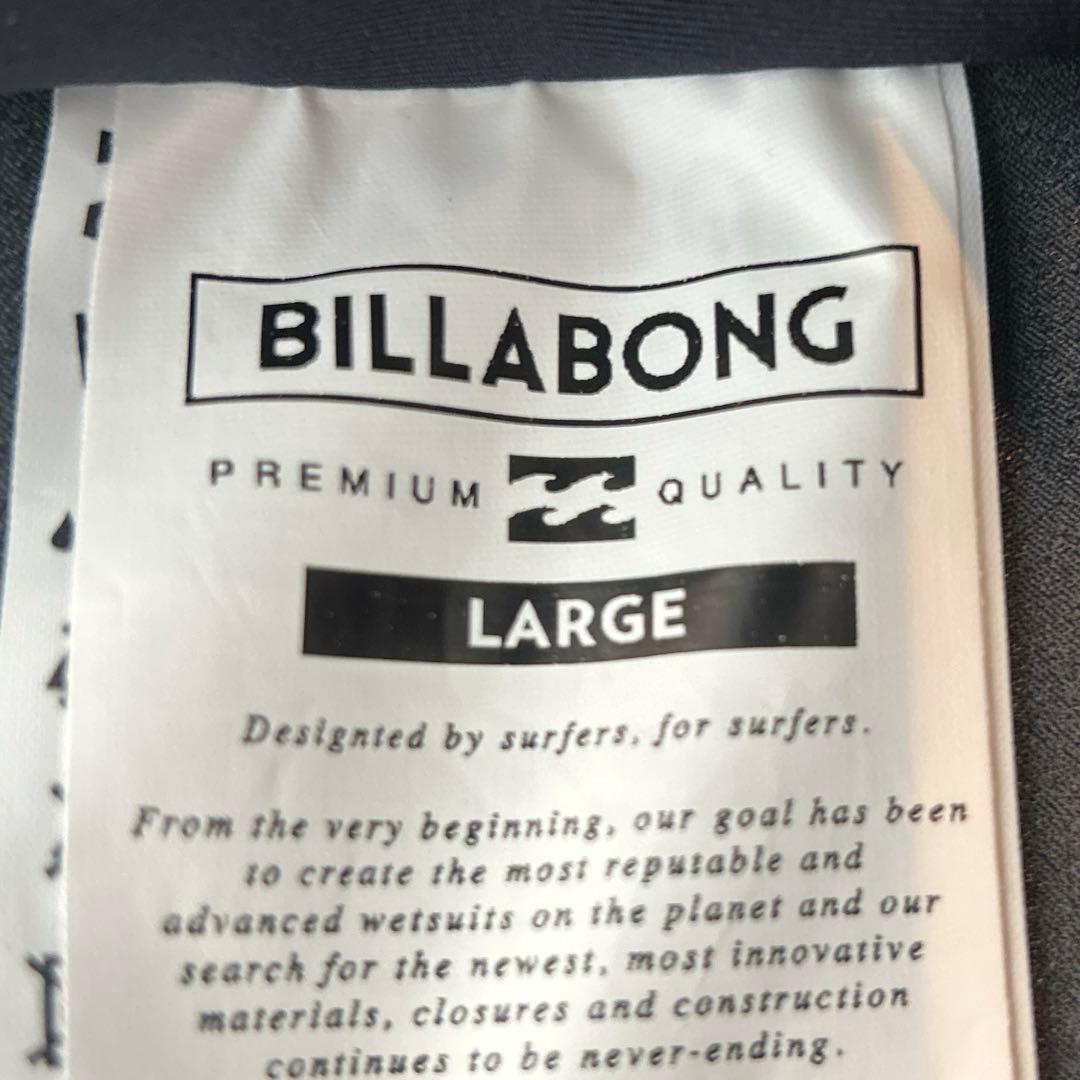 BILLABONG
PREMIUM QUALITY
LARGE
Designted by surfers, for surfers.
From the very beginning, our goal has been
to create the most reputable and
advanced wetsuits on the planet and our
search for the newest, most innovative
materials, closures and construction
continues to be never-ending.